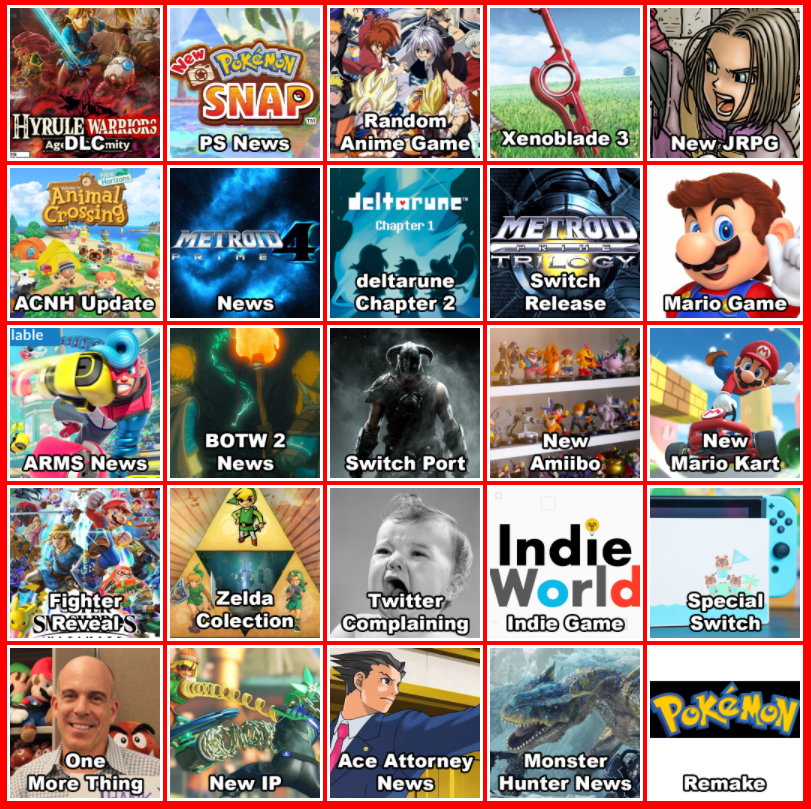 HYRULE WARRIORS
AgDLCmity
New
Pokémon
SNAP
TM
PS News
Random
Anime Game
Xenoblade 3
New JRPG
New Horizons
Animal
Crossing
ACNH Update
METROID
PRIME 4
News
deltarune
Chapter 1
deltarune
Chapter 2
METROID
PRIME
TRILOGY
Switch
Release
Mario Game
lable
ARMS News
BOTW 2
News
Switch Port
New
Amiibo
New
Mario Kart
Fighter
Reveal
Zelda
Colection
Twitter
Complaining
Indie
World
Indie Game
Special
Switch
One
More Thing
New IP
Ace Attorney
News
Monster
Hunter News
Pokémon
Remake